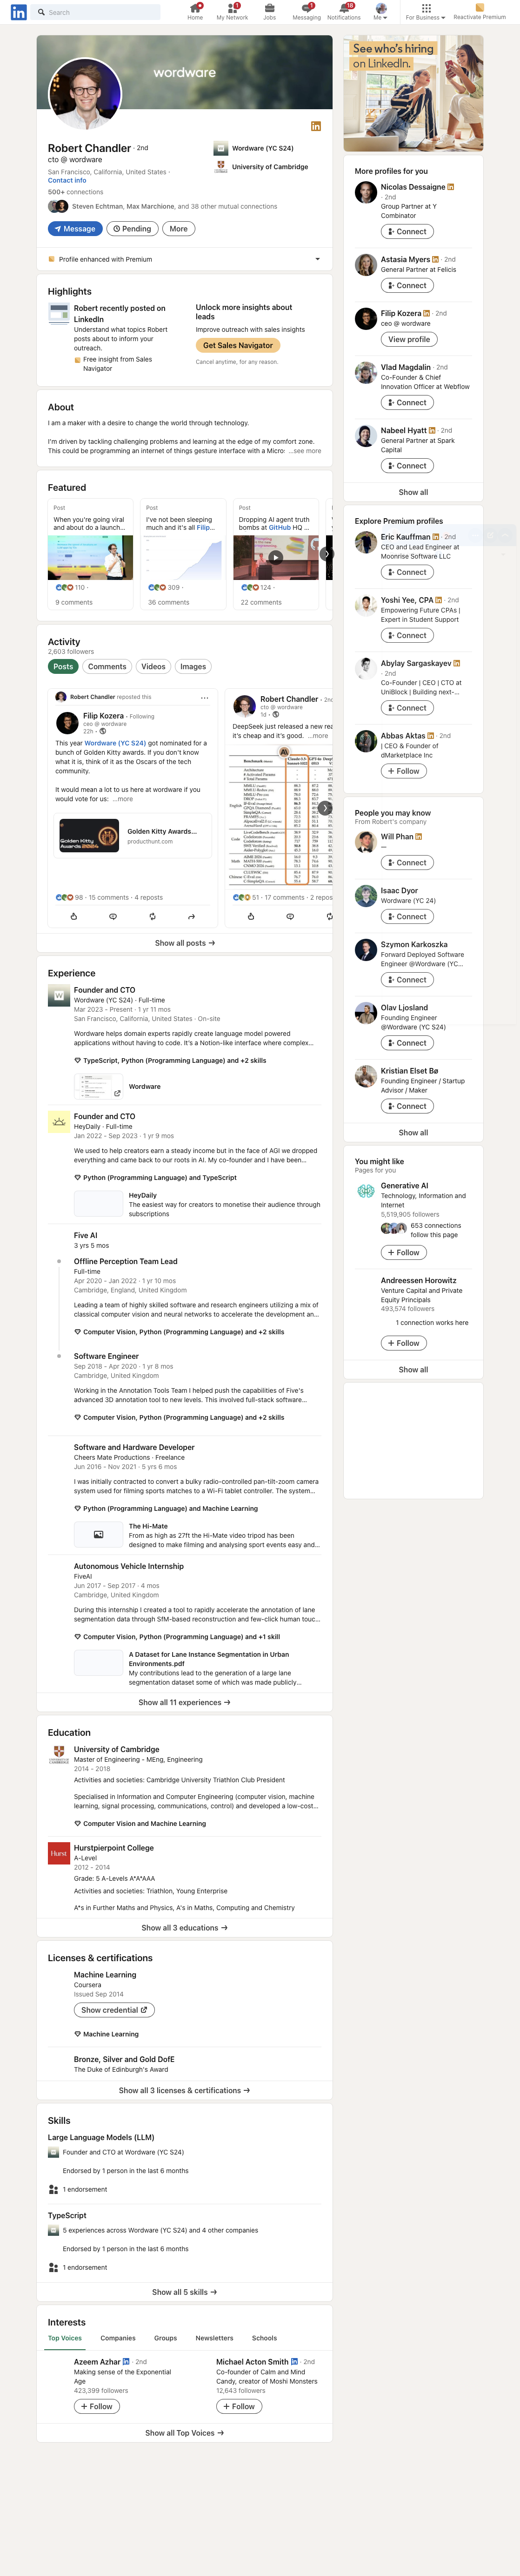 Search
Home
My Network
Jobs
Messaging
Notifications
Me
For Business
Reactivate Premium
wordware
Robert Chandler · 2nd
cto @ wordware
San Francisco, California, United States ·
Contact info
500+ connections
Steven Echtman, Max Marchione, and 38 other mutual connections
Wordware (YC S24)
University of Cambridge
Message
Pending
More
Profile enhanced with Premium
Highlights
Robert recently posted on
LinkedIn
Understand what topics Robert
posts about to inform your
outreach.
Free insight from Sales
Navigator
Unlock more insights about
leads
Improve outreach with sales insights
Get Sales Navigator
Cancel anytime, for any reason.
About
I am a maker with a desire to change the world through technology.
I'm driven by tackling challenging problems and learning at the edge of my comfort zone.
This could be programming an internet of things gesture interface with a Micro
...see more
Featured
Post
When you're going viral
and about do a launch...
110 ·
9 comments
Post
I've not been sleeping
much and it's all Filip...
309 ·
36 comments
Post
Dropping AI agent truth
bombs at GitHub HQ ...
124 ·
22 comments
Activity
2,603 followers
Posts
Comments
Videos
Images
Robert Chandler reposted this
Filip Kozera · Following
ceo @ wordware
22h ·
This year Wordware (YC S24) got nominated for a
bunch of Golden Kitty awards. If you don't know
what it is, think of it as the Oscars of the tech
community.
It would mean a lot to us here at wordware if you
would vote for us: ...more
Golden Kitty
Awards 2024
Golden Kitty Awards...
producthunt.com
98 · 15 comments · 4 reposts
Robert Chandler · 2nd
cto @ wordware
1d ·
DeepSeek just released a new rea
it's cheap and it's good. ...more
51 · 17 comments · 2 repos
Show all posts
Experience
Founder and CTO
Wordware (YC S24) · Full-time
Mar 2023 - Present · 1 yr 11 mos
San Francisco, California, United States · On-site
Wordware helps domain experts rapidly create language model powered
applications without having to code. It's a Notion-like interface where complex...
TypeScript, Python (Programming Language) and +2 skills
Wordware
Founder and CTO
HeyDaily · Full-time
Jan 2022 - Sep 2023 · 1 yr 9 mos
We used to help creators earn a steady income but in the face of AGI we dropped
everything and came back to our roots in AI. My co-founder and I have been...
Python (Programming Language) and TypeScript
HeyDaily
The easiest way for creators to monetise their audience through
subscriptions
Five AI
3 yrs 5 mos
Offline Perception Team Lead
Full-time
Apr 2020 - Jan 2022 · 1 yr 10 mos
Cambridge, England, United Kingdom
Leading a team of highly skilled software and research engineers utilizing a mix of
classical computer vision and neural networks to accelerate the development an...
Computer Vision, Python (Programming Language) and +2 skills
Software Engineer
Sep 2018 - Apr 2020 · 1 yr 8 mos
Cambridge, United Kingdom
Working in the Annotation Tools Team I helped push the capabilities of Five's
advanced 3D annotation tool to new levels. This involved full-stack software...
Computer Vision, Python (Programming Language) and +2 skills
Software and Hardware Developer
Cheers Mate Productions · Freelance
Jun 2016 - Nov 2021 · 5 yrs 6 mos
I was initially contracted to convert a bulky radio-controlled pan-tilt-zoom camera
system used for filming sports matches to a Wi-Fi tablet controller. The system...
Python (Programming Language) and Machine Learning
The Hi-Mate
From as high as 27ft the Hi-Mate video tripod has been
designed to make filming and analysing sport events easy and...
Autonomous Vehicle Internship
FiveAI
Jun 2017 - Sep 2017 · 4 mos
Cambridge, United Kingdom
During this internship I created a tool to rapidly accelerate the annotation of lane
segmentation data through SfM-based reconstruction and few-click human touc...
Computer Vision, Python (Programming Language) and +1 skill
A Dataset for Lane Instance Segmentation in Urban
Environments.pdf
My contributions lead to the generation of a large lane
segmentation dataset some of which was made publicly...
Show all 11 experiences
Education
University of Cambridge
Master of Engineering - MEng, Engineering
2014 - 2018
Activities and societies: Cambridge University Triathlon Club President
Specialised in Information and Computer Engineering (computer vision, machine
learning, signal processing, communications, control) and developed a low-cost...
Computer Vision and Machine Learning
Hurst
Hurstpierpoint College
A-Level
2012 - 2014
Grade: 5 A-Levels A*A*AAA
Activities and societies: Triathlon, Young Enterprise
A*s in Further Maths and Physics, A's in Maths, Computing and Chemistry
Show all 3 educations
Licenses & certifications
Machine Learning
Coursera
Issued Sep 2014
Show credential
Machine Learning
Bronze, Silver and Gold DofE
The Duke of Edinburgh's Award
Show all 3 licenses & certifications
Skills
Large Language Models (LLM)
Founder and CTO at Wordware (YC S24)
Endorsed by 1 person in the last 6 months
1 endorsement
TypeScript
5 experiences across Wordware (YC S24) and 4 other companies
Endorsed by 1 person in the last 6 months
1 endorsement
Show all 5 skills
Interests
Top Voices
Companies
Groups
Newsletters
Schools
Azeem Azhar · 2nd
Making sense of the Exponential
Age
423,399 followers
Follow
Michael Acton Smith · 2nd
Co-founder of Calm and Mind
Candy, creator of Moshi Monsters
12,643 followers
Follow
Show all Top Voices
See who's hiring
on LinkedIn.
More profiles for you
Nicolas Dessaigne
· 2nd
Group Partner at Y
Combinator
Connect
Astasia Myers · 2nd
General Partner at Felicis
Connect
Filip Kozera · 2nd
ceo @ wordware
View profile
Vlad Magdalin · 2nd
Co-Founder & Chief
Innovation Officer at Webflow
Connect
Nabeel Hyatt · 2nd
General Partner at Spark
Capital
Connect
Show all
Explore Premium profiles
Eric Kauffman · 2nd
CEO and Lead Engineer at
Moonrise Software LLC
Connect
Yoshi Yee, CPA · 2nd
Empowering Future CPAs |
Expert in Student Support
Connect
Abylay Sargaskayev
· 2nd
Co-Founder | CEO | CTO at
UniBlock | Building next-...
Connect
Abbas Aktas · 2nd
| CEO & Founder of
dMarketplace Inc
Follow
People you may know
From Robert's company
Will Phan
--
Connect
Isaac Dyor
Wordware (YC 24)
Connect
Szymon Karkoszka
Forward Deployed Software
Engineer @Wordware (YC...
Connect
Olav Ljosland
Founding Engineer
@Wordware (YC S24)
Connect
Kristian Elset Bø
Founding Engineer / Startup
Advisor / Maker
Connect
Show all
You might like
Pages for you
Generative AI
Technology, Information and
Internet
5,519,905 followers
653 connections
follow this page
Follow
Andreessen Horowitz
Venture Capital and Private
Equity Principals
493,574 followers
1 connection works here
Follow
Show all